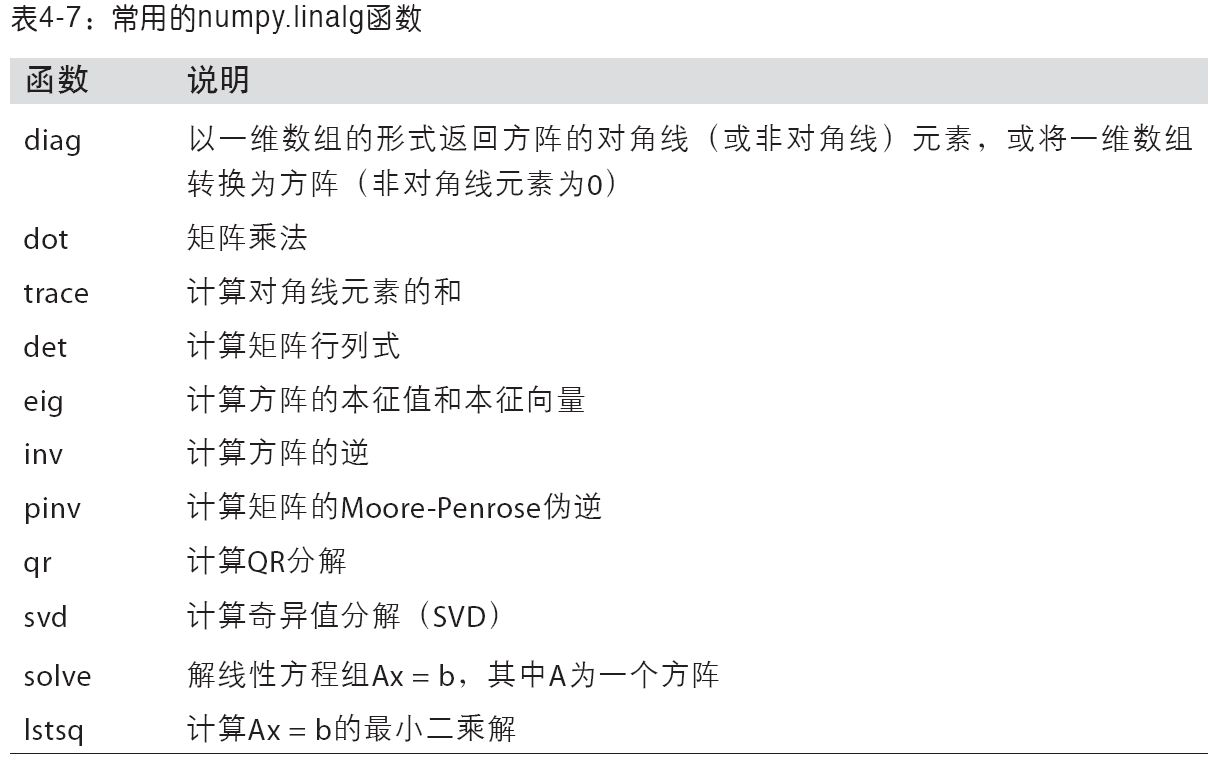 表4-7：常用的numpy.linalg函数
函数 说明
diag 以一维数组的形式返回方阵的对角线（或非对角线）元素，或将一维数组
转换为方阵（非对角线元素为0）
dot 矩阵乘法
trace 计算对角线元素的和
det 计算矩阵行列式
eig 计算方阵的本征值和本征向量
inv 计算方阵的逆
pinv 计算矩阵的Moore-Penrose伪逆
qr 计算QR分解
svd 计算奇异值分解（SVD）
solve 解线性方程组Ax = b，其中A为一个方阵
lstsq 计算Ax = b的最小二乘解